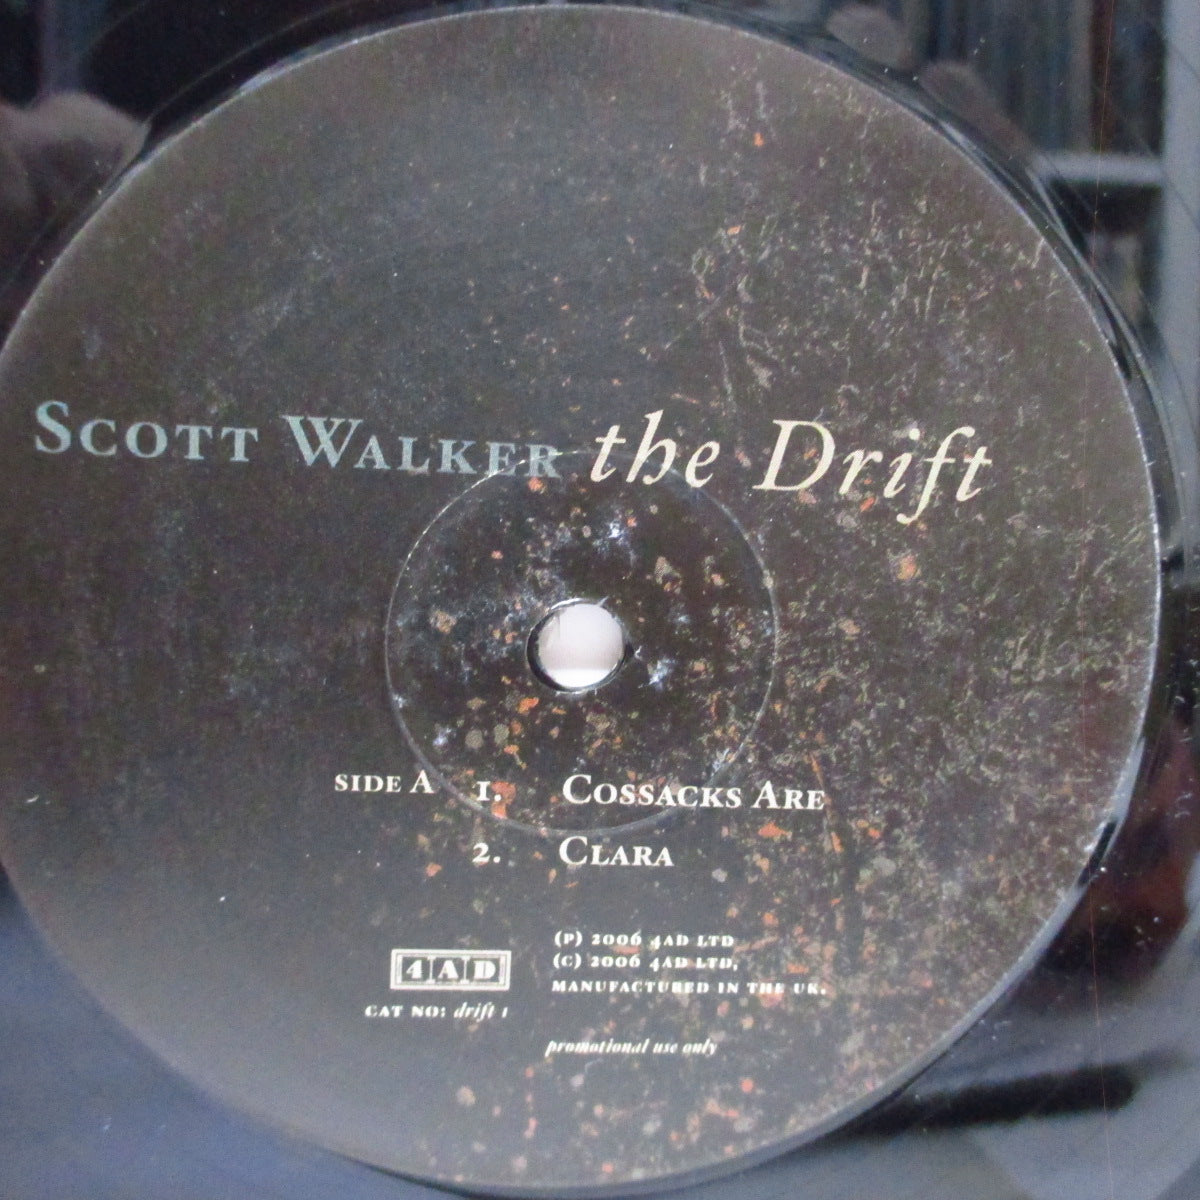 Scott Walker the Drift
SIDE A 1. Cossacks Are
2. Clara
4AD
CAT NO: drift 1
(P) 2006 4AD LTD
(C) 2006 4AD LTD,
MANUFACTURED IN THE UK.
promotional use only